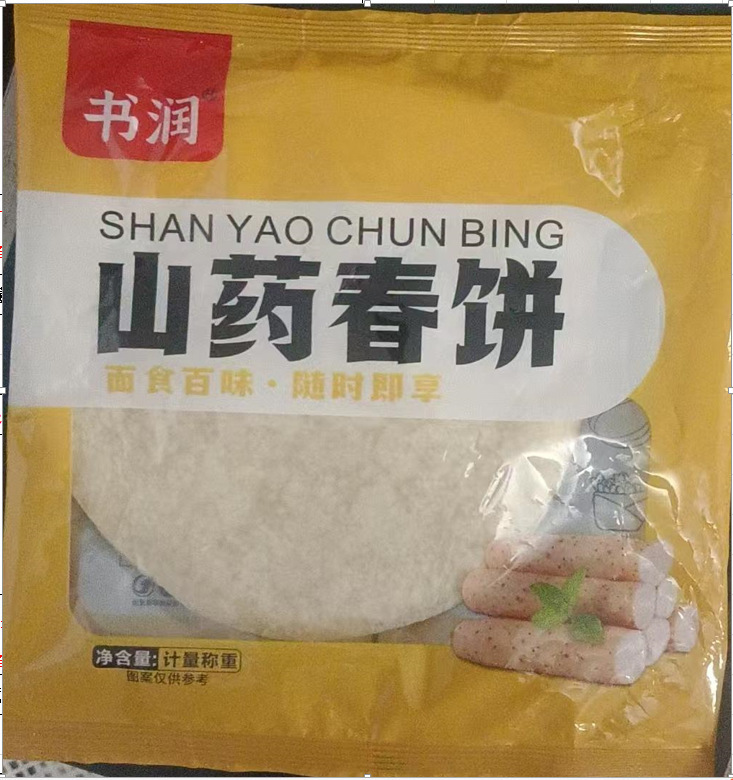 书润
SHAN YAO CHUN BING
山药春饼
面食百味·随时即享
净含量:计量称重
图案仅供参考